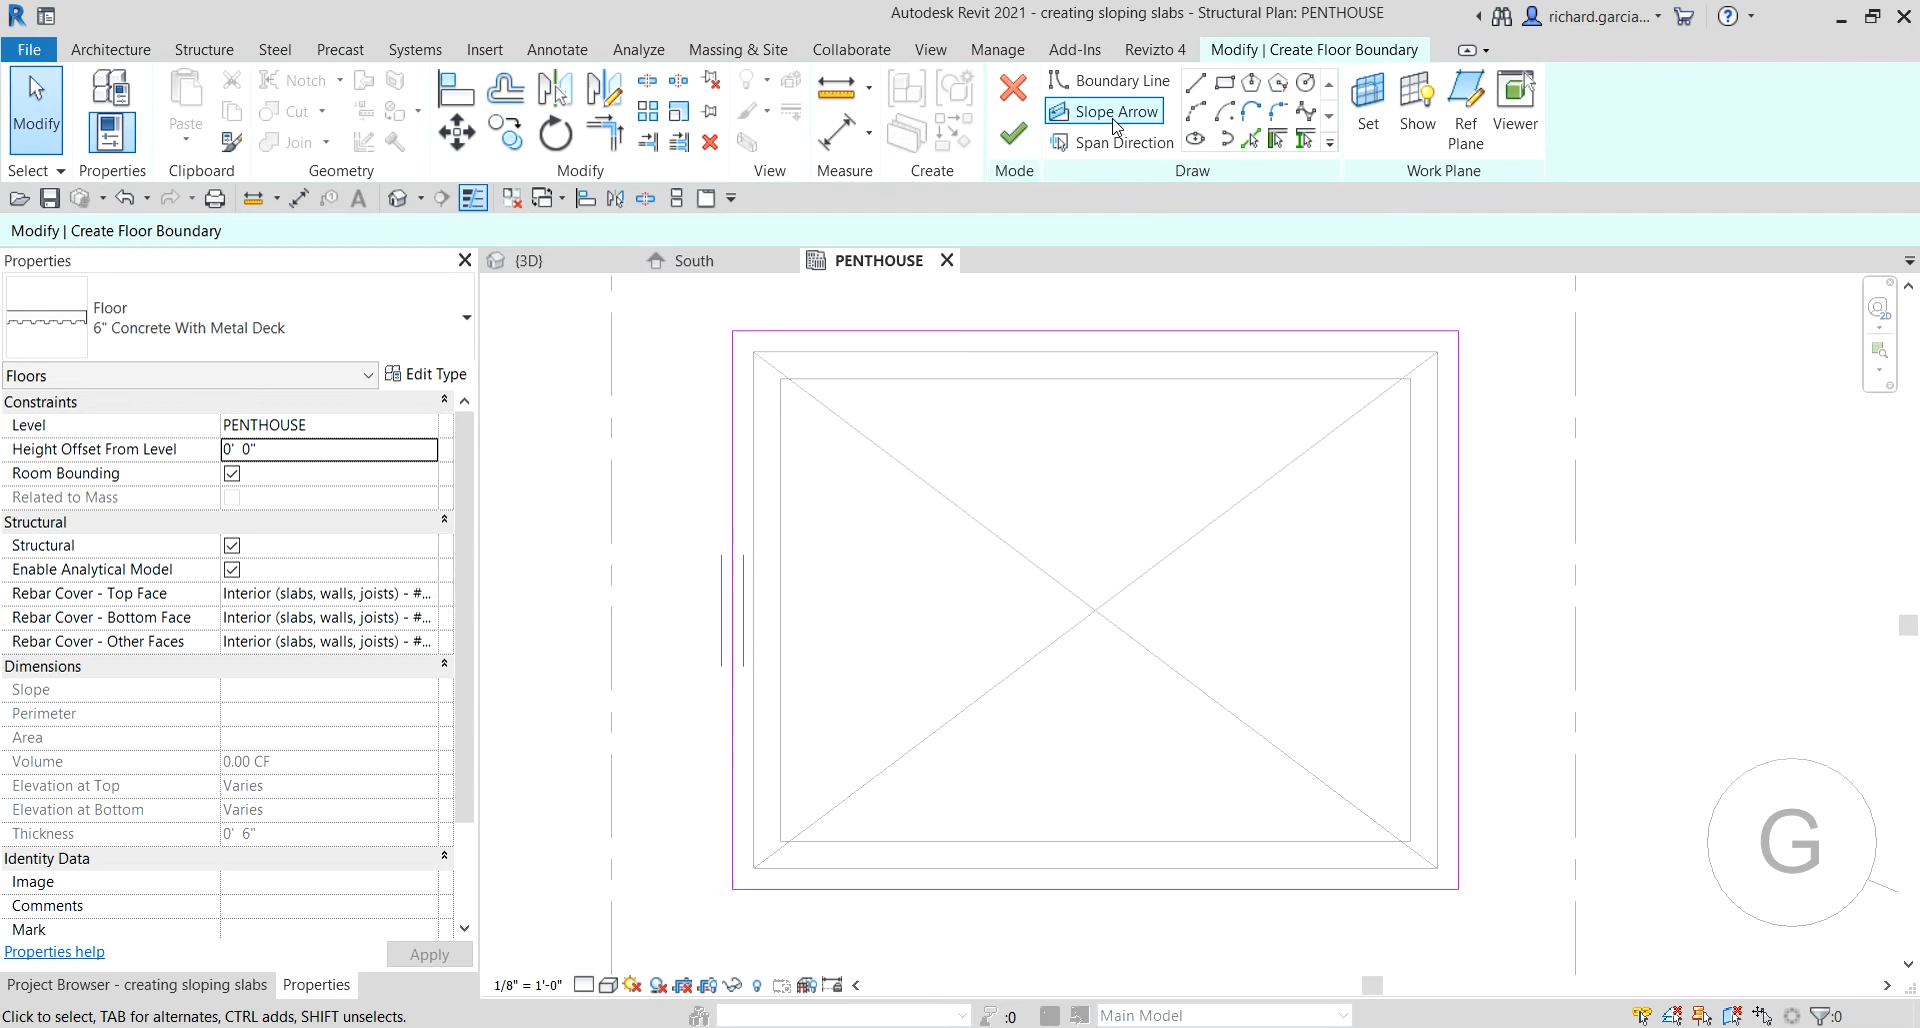 Autodesk Revit 2021 - creating sloping slabs - Structural Plan: PENTHOUSE
richard.garcia...
File Architecture Structure Steel Precast Systems Insert Annotate Analyze Massing & Site Collaborate View Manage Add-Ins Revizto 4 Modify | Create Floor Boundary
Modify
Paste
Notch
Cut
Join
Boundary Line
Slope Arrow
Span Direction
Set
Show
Ref
Plane
Viewer
Select Properties Clipboard Geometry Modify View Measure Create Mode Draw Work Plane
Modify | Create Floor Boundary
Properties
{3D} South PENTHOUSE
Floor
6" Concrete With Metal Deck
Floors Edit Type
Constraints
Level PENTHOUSE
Height Offset From Level 0' 0"
Room Bounding
Related to Mass
Structural
Structural
Enable Analytical Model
Rebar Cover - Top Face Interior (slabs, walls, joists) - #...
Rebar Cover - Bottom Face Interior (slabs, walls, joists) - #...
Rebar Cover - Other Faces Interior (slabs, walls, joists) - #...
Dimensions
Slope
Perimeter
Area
Volume 0.00 CF
Elevation at Top Varies
Elevation at Bottom Varies
Thickness 0' 6"
Identity Data
Image
Comments
Mark
Properties help Apply
G
2D
Project Browser - creating sloping slabs Properties
1/8" = 1'-0"
Click to select, TAB for alternates, CTRL adds, SHIFT unselects.
:0 Main Model :0